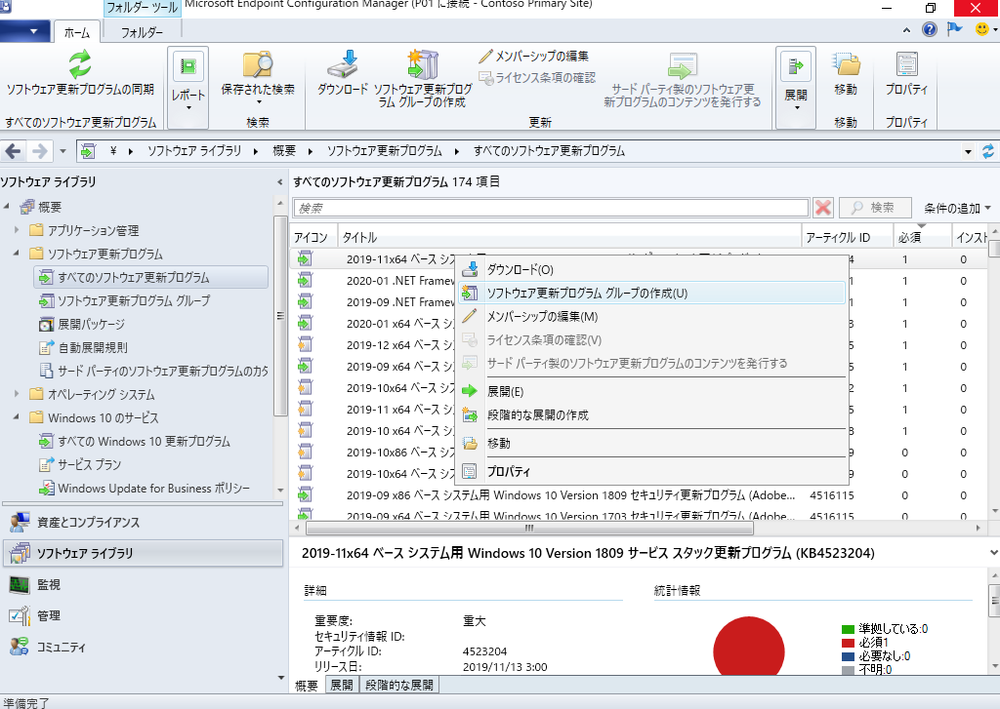 フォルダー ツール
Microsoft Endpoint Configuration Manager (P01 に接続 - Contoso Primary Site)
ホーム
フォルダー
ソフトウェア更新プログラムの同期
すべてのソフトウェア更新プログラム
レポート
保存された検索
検索
ダウンロード
ソフトウェア更新プログ
ラム グループの作成
メンバーシップの編集
ライセンス条項の確認
サード パーティ製のソフトウェア更
新プログラムのコンテンツを発行する
更新
展開
移動
移動
プロパティ
プロパティ
¥ ▸ ソフトウェア ライブラリ ▸ 概要 ▸ ソフトウェア更新プログラム ▸ すべてのソフトウェア更新プログラム
ソフトウェア ライブラリ
概要
アプリケーション管理
ソフトウェア更新プログラム
すべてのソフトウェア更新プログラム
ソフトウェア更新プログラム グループ
展開パッケージ
自動展開規則
サード パーティのソフトウェア更新プログラムのカタ
オペレーティング システム
Windows 10 のサービス
すべての Windows 10 更新プログラム
サービス プラン
Windows Update for Business ポリシー
資産とコンプライアンス
ソフトウェア ライブラリ
監視
管理
コミュニティ
すべてのソフトウェア更新プログラム 174 項目
検索
検索
条件の追加
アイコン タイトル アーティクル ID 必須 インスト
2019-11x64 ベース システム用 4 1 0
2020-01 .NET Framew 1 1 0
2019-09 .NET Framew 1 1 0
2020-01 x64 ベース シ 3 1 0
2019-12 x64 ベース シ 5 1 0
2019-09 x64 ベース シ 5 1 0
2019-10x64 ベース シ 2 1 0
2019-11 x64 ベース シ 1 1 0
2019-10 x64 ベース シ 8 1 0
2019-10x86 ベース シ 9 0 0
2019-10x64 ベース シ 9 0 0
2019-09 x86 ベース システム用 Windows 10 Version 1809 セキュリティ更新プログラム (Adobe... 4516115 0 0
2019-09 x64 ベース システム用 Windows 10 Version 1703 セキュリティ更新プログラム (Adobe... 4516115 0 0
ダウンロード(O)
ソフトウェア更新プログラム グループの作成(U)
メンバーシップの編集(M)
ライセンス条項の確認(V)
サード パーティ製のソフトウェア更新プログラムのコンテンツを発行する
展開(E)
段階的な展開の作成
移動
プロパティ
2019-11x64 ベース システム用 Windows 10 Version 1809 サービス スタック更新プログラム (KB4523204)
詳細
重要度: 重大
セキュリティ情報 ID:
アーティクル ID: 4523204
リリース日: 2019/11/13 3:00
統計情報
準拠している:0
必須1
必要なし:0
不明:0
概要 展開 段階的な展開
準備完了